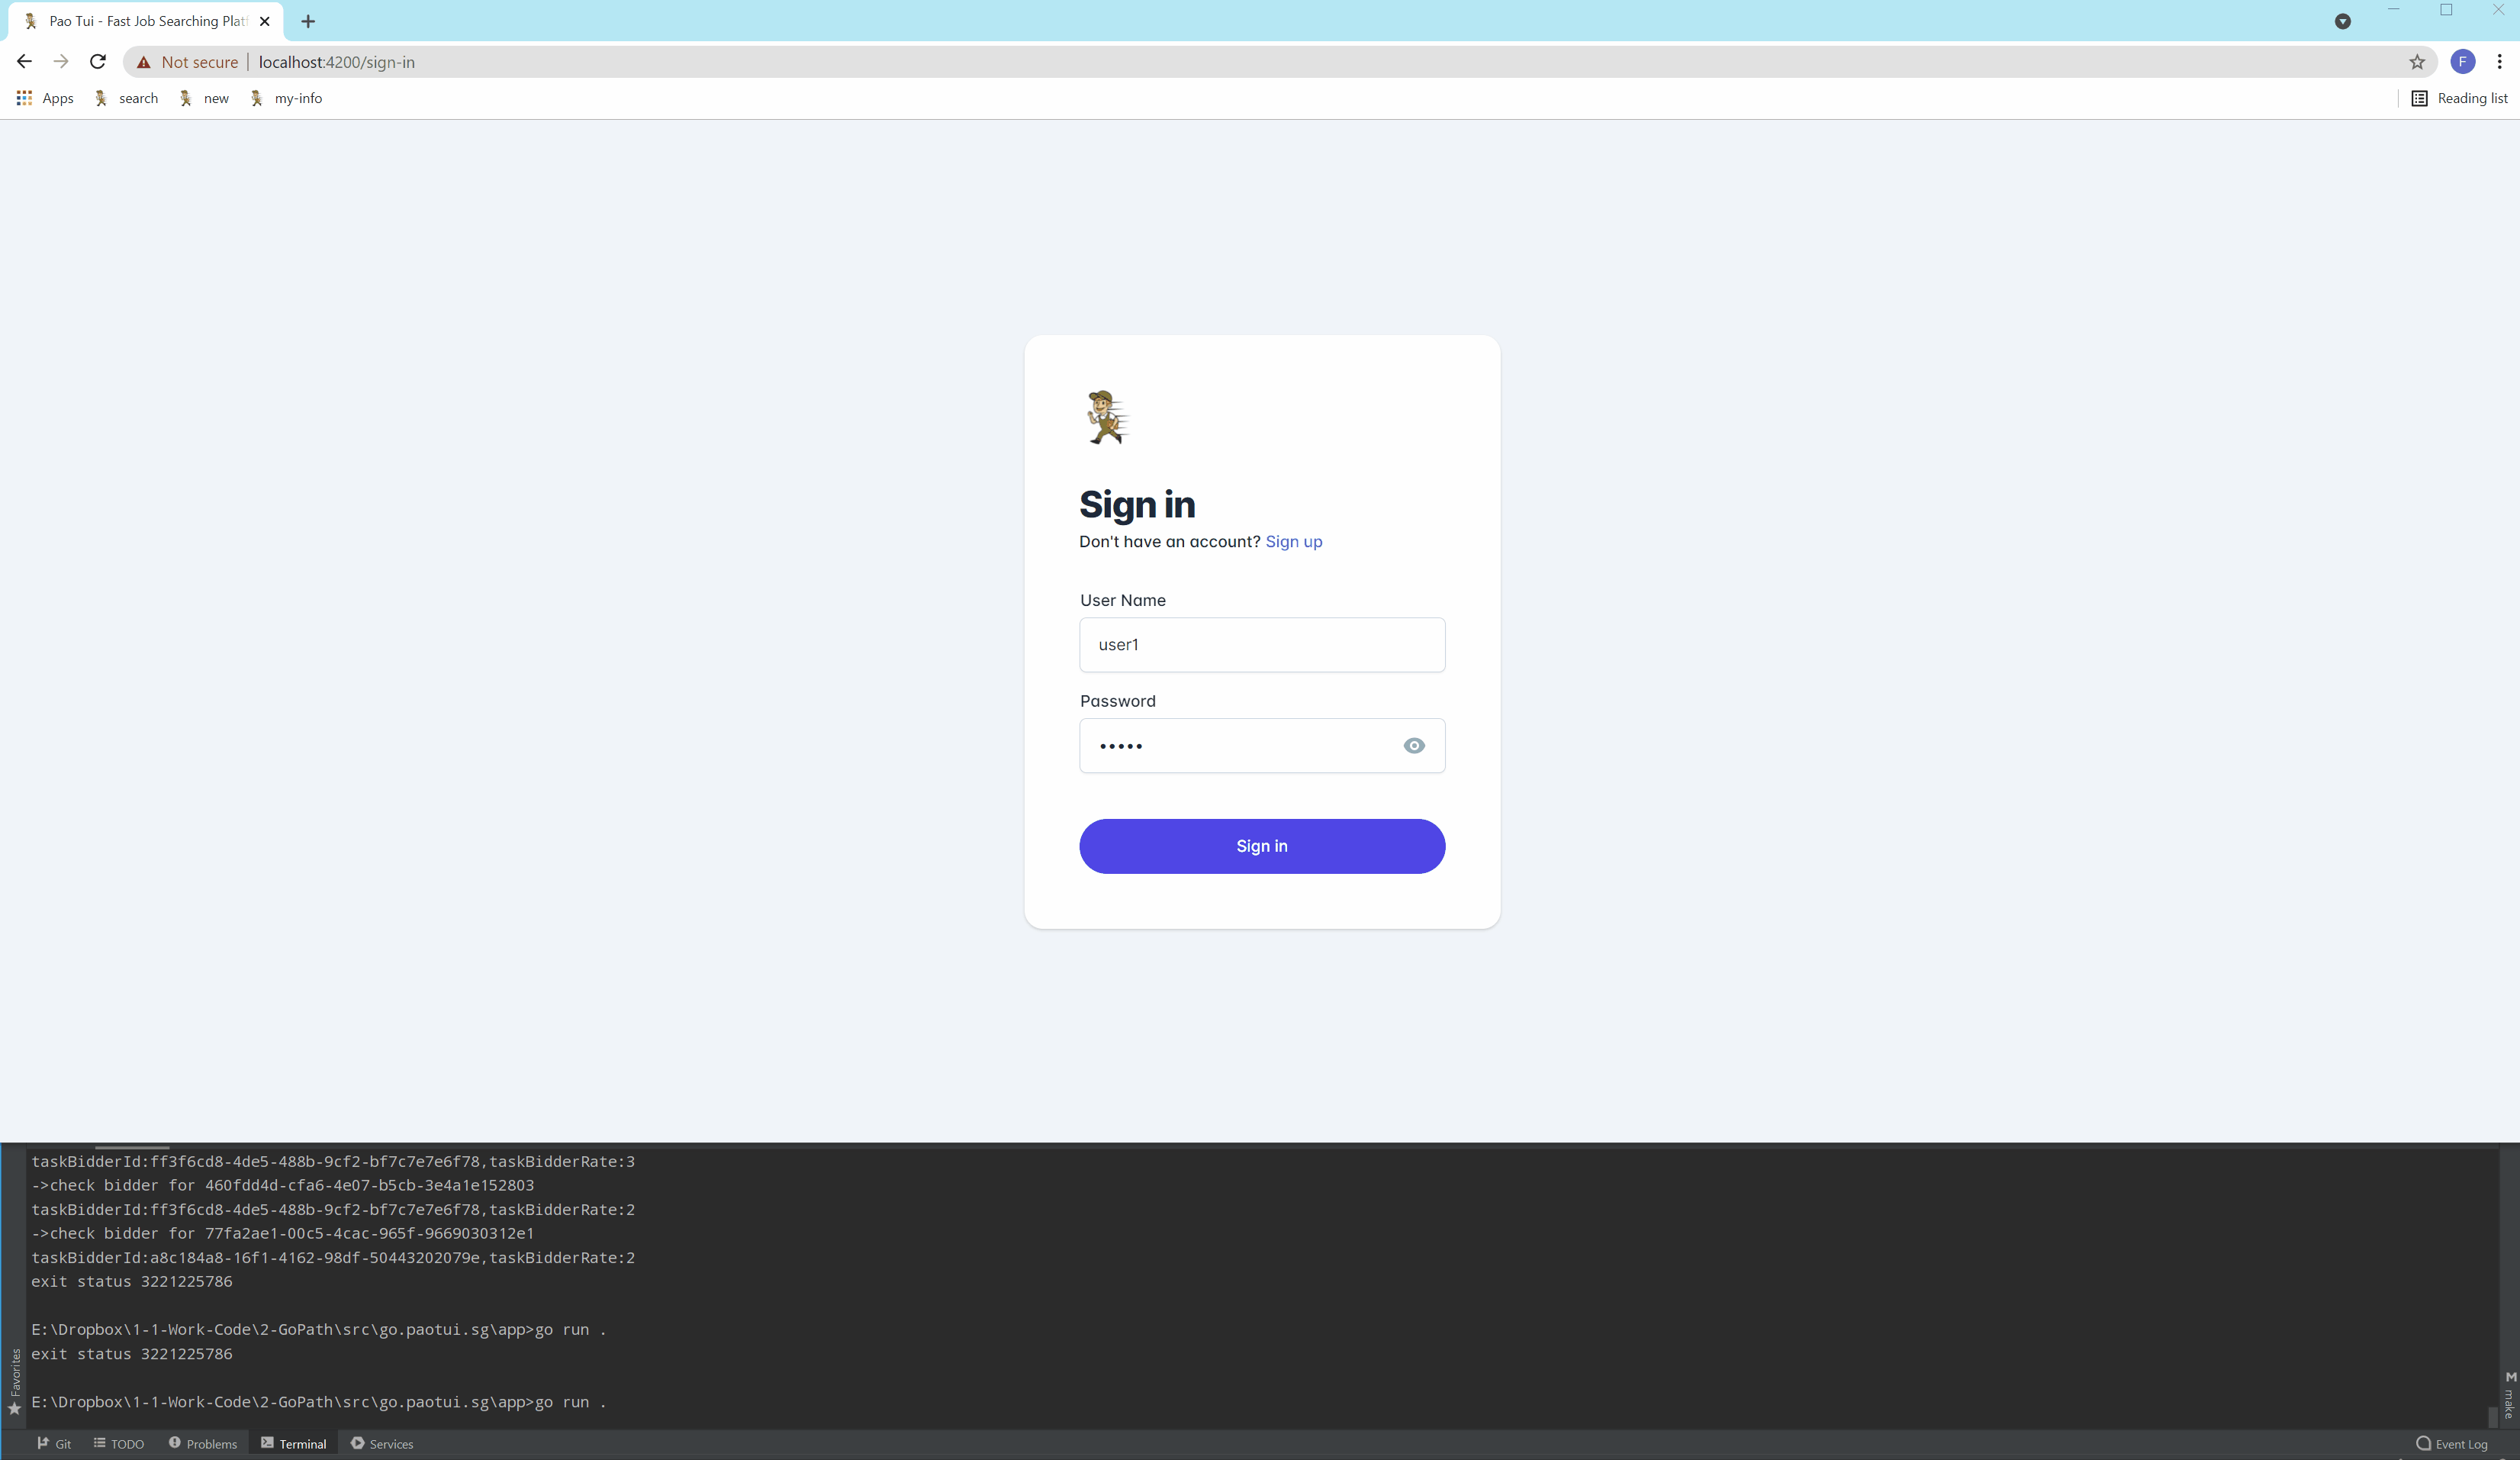 Pao Tui - Fast Job Searching Plat
Not secure | localhost:4200/sign-in
F
Apps search new my-info Reading list
Sign in
Don't have an account? Sign up
User Name
user1
Password
•••••
Sign in
taskBidderId:ff3f6cd8-4de5-488b-9cf2-bf7c7e7e6f78,taskBidderRate:3
->check bidder for 460fdd4d-cfa6-4e07-b5cb-3e4a1e152803
taskBidderId:ff3f6cd8-4de5-488b-9cf2-bf7c7e7e6f78,taskBidderRate:2
->check bidder for 77fa2ae1-00c5-4cac-965f-9669030312e1
taskBidderId:a8c184a8-16f1-4162-98df-50443202079e,taskBidderRate:2
exit status 3221225786
E:\Dropbox\1-1-Work-Code\2-GoPath\src\go.paotui.sg\app>go run .
exit status 3221225786
E:\Dropbox\1-1-Work-Code\2-GoPath\src\go.paotui.sg\app>go run .
Favorites
M make
Git TODO Problems Terminal Services Event Log